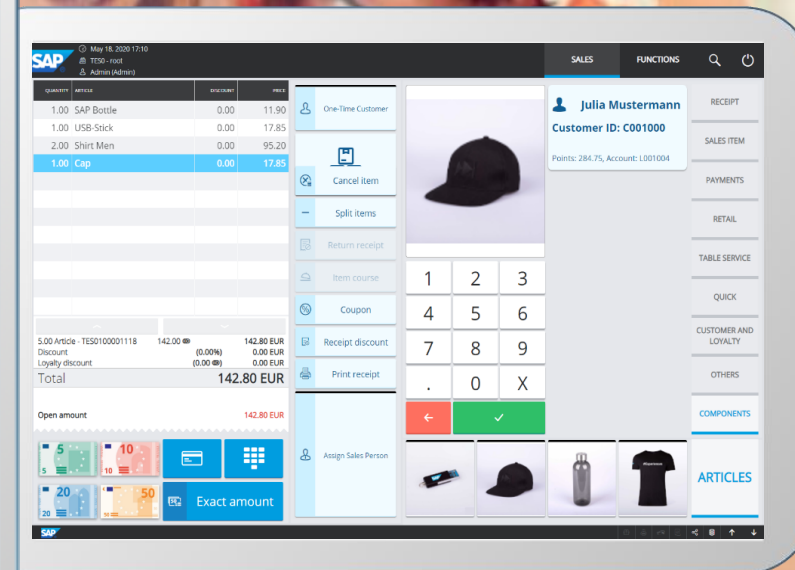 SAP
May 18, 2020 17:10
TES0 - root
Admin (Admin)
SALES
FUNCTIONS
QUANTITY ARTICLE DISCOUNT PRICE
1.00 SAP Bottle 0.00 11.90
1.00 USB-Stick 0.00 17.85
2.00 Shirt Men 0.00 95.20
1.00 Cap 0.00 17.85
5.00 Article - TES0100001118 142.00 142.80 EUR
Discount (0.00%) 0.00 EUR
Loyalty discount (0.00 ) 0.00 EUR
Total 142.80 EUR
Open amount 142.80 EUR
5
5
10
10
20
20
50
50
Exact amount
One-Time Customer
Cancel item
Split items
Return receipt
Item course
Coupon
Receipt discount
Print receipt
Assign Sales Person
1 2 3
4 5 6
7 8 9
. 0 X
Julia Mustermann
Customer ID: C001000
Points: 284.75, Account: L001004
RECEIPT
SALES ITEM
PAYMENTS
RETAIL
TABLE SERVICE
QUICK
CUSTOMER AND
LOYALTY
OTHERS
COMPONENTS
ARTICLES
SAP